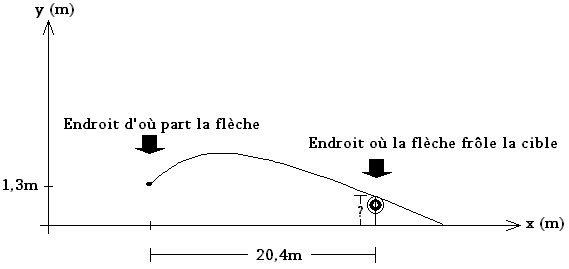 y (m)
Endroit d'où part la flèche
Endroit où la flèche frôle la cible
1,3m
?
x (m)
20,4m